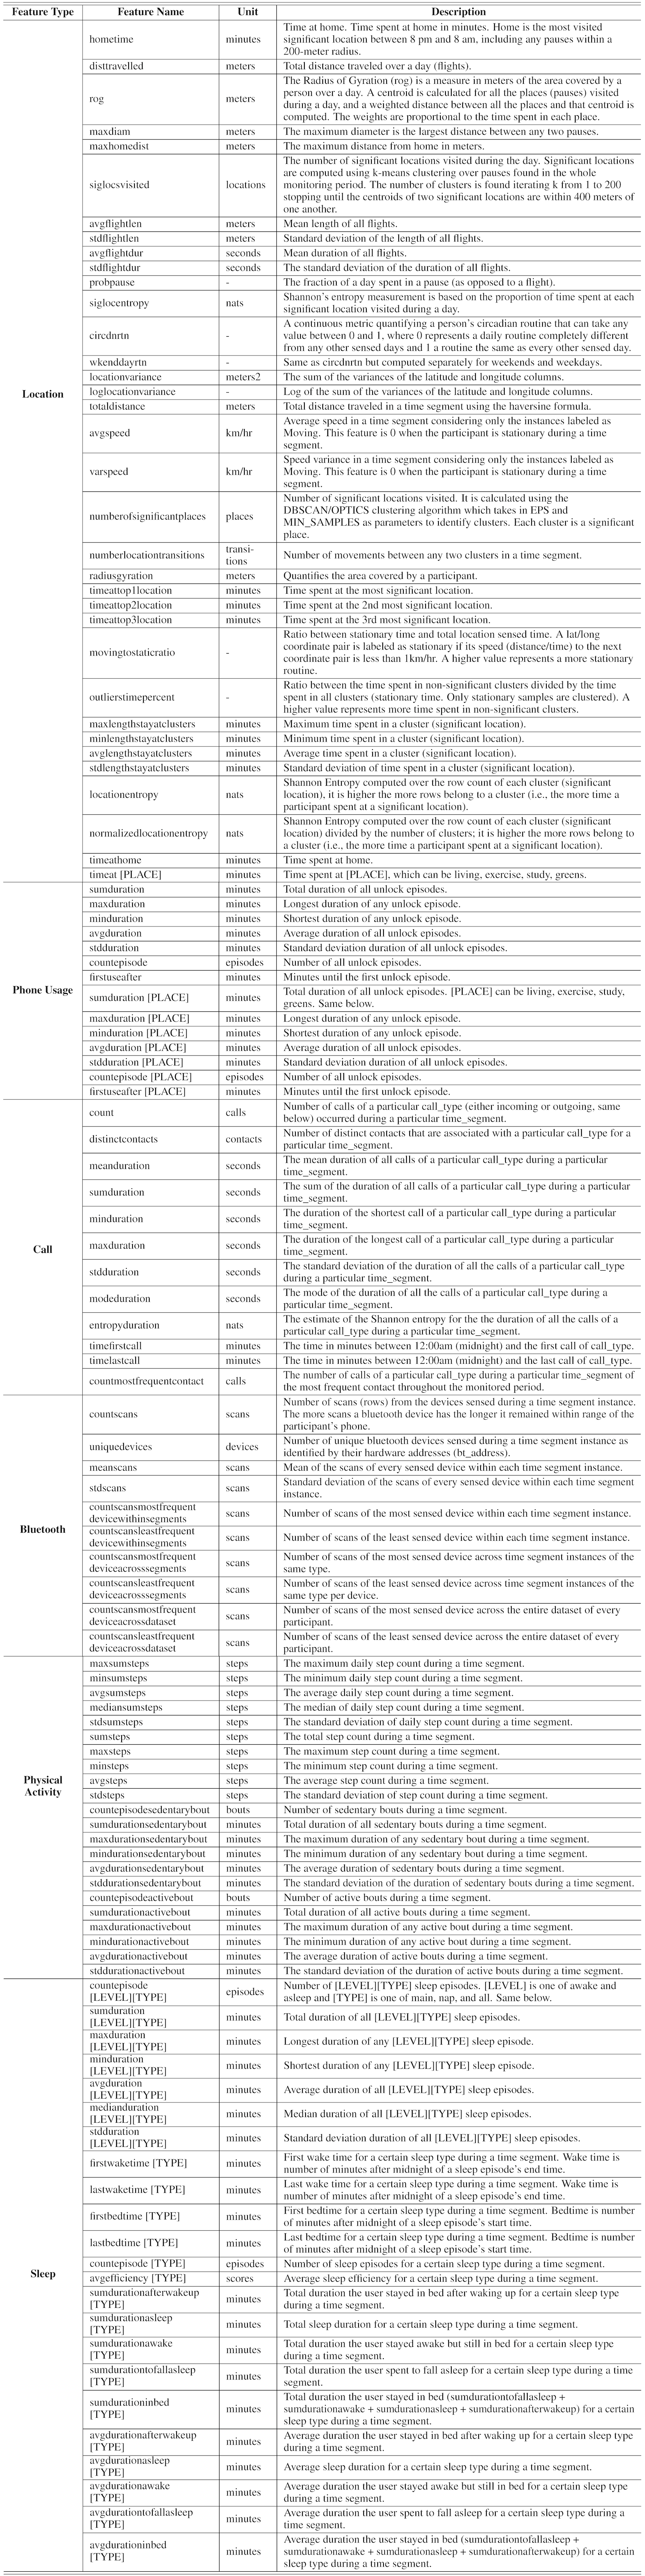 Feature Type Feature Name Unit Description
Location
hometime minutes Time at home. Time spent at home in minutes. Home is the most visited
significant location between 8 pm and 8 am, including any pauses within a
200-meter radius.
disttravelled meters Total distance traveled over a day (flights).
rog meters The Radius of Gyration (rog) is a measure in meters of the area covered by a
person over a day. A centroid is calculated for all the places (pauses) visited
during a day, and a weighted distance between all the places and that centroid is
computed. The weights are proportional to the time spent in each place.
maxdiam meters The maximum diameter is the largest distance between any two pauses.
maxhomedist meters The maximum distance from home in meters.
siglocsvisited locations The number of significant locations visited during the day. Significant locations
are computed using k-means clustering over pauses found in the whole
monitoring period. The number of clusters is found iterating k from 1 to 200
stopping until the centroids of two significant locations are within 400 meters of
one another.
avgflightlen meters Mean length of all flights.
stdflightlen meters Standard deviation of the length of all flights.
avgflightdur seconds Mean duration of all flights.
stdflightdur seconds The standard deviation of the duration of all flights.
probpause - The fraction of a day spent in a pause (as opposed to a flight).
siglocentropy nats Shannon's entropy measurement is based on the proportion of time spent at each
significant location visited during a day.
circdnrtn - A continuous metric quantifying a person's circadian routine that can take any
value between 0 and 1, where 0 represents a daily routine completely different
from any other sensed days and 1 a routine the same as every other sensed day.
wkenddayrtn - Same as circdnrtn but computed separately for weekends and weekdays.
locationvariance meters2 The sum of the variances of the latitude and longitude columns.
loglocationvariance - Log of the sum of the variances of the latitude and longitude columns.
totaldistance meters Total distance traveled in a time segment using the haversine formula.
avgspeed km/hr Average speed in a time segment considering only the instances labeled as
Moving. This feature is 0 when the participant is stationary during a time
segment.
varspeed km/hr Speed variance in a time segment considering only the instances labeled as
Moving. This feature is 0 when the participant is stationary during a time
segment.
numberofsignificantplaces places Number of significant locations visited. It is calculated using the
DBSCAN/OPTICS clustering algorithm which takes in EPS and
MIN_SAMPLES as parameters to identify clusters. Each cluster is a significant
place.
numberlocationtransitions transi-
tions Number of movements between any two clusters in a time segment.
radiusgyration meters Quantifies the area covered by a participant.
timeattop1location minutes Time spent at the most significant location.
timeattop2location minutes Time spent at the 2nd most significant location.
timeattop3location minutes Time spent at the 3rd most significant location.
movingtostaticratio - Ratio between stationary time and total location sensed time. A lat/long
coordinate pair is labeled as stationary if its speed (distance/time) to the next
coordinate pair is less than 1km/hr. A higher value represents a more stationary
routine.
outlierstimepercent - Ratio between the time spent in non-significant clusters divided by the time
spent in all clusters (stationary time. Only stationary samples are clustered). A
higher value represents more time spent in non-significant clusters.
maxlengthstayatclusters minutes Maximum time spent in a cluster (significant location).
minlengthstayatclusters minutes Minimum time spent in a cluster (significant location).
avglengthstayatclusters minutes Average time spent in a cluster (significant location).
stdlengthstayatclusters minutes Standard deviation of time spent in a cluster (significant location).
locationentropy nats Shannon Entropy computed over the row count of each cluster (significant
location), it is higher the more rows belong to a cluster (i.e., the more time a
participant spent at a significant location).
normalizedlocationentropy nats Shannon Entropy computed over the row count of each cluster (significant
location) divided by the number of clusters; it is higher the more rows belong to
a cluster (i.e., the more time a participant spent at a significant location).
timeathome minutes Time spent at home.
timeat [PLACE] minutes Time spent at [PLACE], which can be living, exercise, study, greens.
Phone Usage
sumduration minutes Total duration of all unlock episodes.
maxduration minutes Longest duration of any unlock episode.
minduration minutes Shortest duration of any unlock episode.
avgduration minutes Average duration of all unlock episodes.
stdduration minutes Standard deviation duration of all unlock episodes.
countepisode episodes Number of all unlock episodes.
firstuseafter minutes Minutes until the first unlock episode.
sumduration [PLACE] minutes Total duration of all unlock episodes. [PLACE] can be living, exercise, study,
greens. Same below.
maxduration [PLACE] minutes Longest duration of any unlock episode.
minduration [PLACE] minutes Shortest duration of any unlock episode.
avgduration [PLACE] minutes Average duration of all unlock episodes.
stdduration [PLACE] minutes Standard deviation duration of all unlock episodes.
countepisode [PLACE] episodes Number of all unlock episodes.
firstuseafter [PLACE] minutes Minutes until the first unlock episode.
Call
count calls Number of calls of a particular call_type (either incoming or outgoing, same
below) occurred during a particular time_segment.
distinctcontacts contacts Number of distinct contacts that are associated with a particular call_type for a
particular time_segment.
meanduration seconds The mean duration of all calls of a particular call_type during a particular
time_segment.
sumduration seconds The sum of the duration of all calls of a particular call_type during a particular
time_segment.
minduration seconds The duration of the shortest call of a particular call_type during a particular
time_segment.
maxduration seconds The duration of the longest call of a particular call_type during a particular
time_segment.
stdduration seconds The standard deviation of the duration of all the calls of a particular call_type
during a particular time_segment.
modeduration seconds The mode of the duration of all the calls of a particular call_type during a
particular time_segment.
entropyduration nats The estimate of the Shannon entropy for the the duration of all the calls of a
particular call_type during a particular time_segment.
timefirstcall minutes The time in minutes between 12:00am (midnight) and the first call of call_type.
timelastcall minutes The time in minutes between 12:00am (midnight) and the last call of call_type.
countmostfrequentcontact calls The number of calls of a particular call_type during a particular time_segment of
the most frequent contact throughout the monitored period.
Bluetooth
countscans scans Number of scans (rows) from the devices sensed during a time segment instance.
The more scans a bluetooth device has the longer it remained within range of the
participant's phone.
uniquedevices devices Number of unique bluetooth devices sensed during a time segment instance as
identified by their hardware addresses (bt_address).
meanscans scans Mean of the scans of every sensed device within each time segment instance.
stdscans scans Standard deviation of the scans of every sensed device within each time segment
instance.
countscansmostfrequent
devicewithinsegments scans Number of scans of the most sensed device within each time segment instance.
countscansleastfrequent
devicewithinsegments scans Number of scans of the least sensed device within each time segment instance.
countscansmostfrequent
deviceacrosssegments scans Number of scans of the most sensed device across time segment instances of the
same type.
countscansleastfrequent
deviceacrosssegments scans Number of scans of the least sensed device across time segment instances of the
same type per device.
countscansmostfrequent
deviceacrossdataset scans Number of scans of the most sensed device across the entire dataset of every
participant.
countscansleastfrequent
deviceacrossdataset scans Number of scans of the least sensed device across the entire dataset of every
participant.
Physical
Activity
maxsumsteps steps The maximum daily step count during a time segment.
minsumsteps steps The minimum daily step count during a time segment.
avgsumsteps steps The average daily step count during a time segment.
mediansumsteps steps The median of daily step count during a time segment.
stdsumsteps steps The standard deviation of daily step count during a time segment.
sumsteps steps The total step count during a time segment.
maxsteps steps The maximum step count during a time segment.
minsteps steps The minimum step count during a time segment.
avgsteps steps The average step count during a time segment.
stdsteps steps The standard deviation of step count during a time segment.
countepisodesedentarybout bouts Number of sedentary bouts during a time segment.
sumdurationsedentarybout minutes Total duration of all sedentary bouts during a time segment.
maxdurationsedentarybout minutes The maximum duration of any sedentary bout during a time segment.
mindurationsedentarybout minutes The minimum duration of any sedentary bout during a time segment.
avgdurationsedentarybout minutes The average duration of sedentary bouts during a time segment.
stddurationsedentarybout minutes The standard deviation of the duration of sedentary bouts during a time segment.
countepisodeactivebout bouts Number of active bouts during a time segment.
sumdurationactivebout minutes Total duration of all active bouts during a time segment.
maxdurationactivebout minutes The maximum duration of any active bout during a time segment.
mindurationactivebout minutes The minimum duration of any active bout during a time segment.
avgdurationactivebout minutes The average duration of active bouts during a time segment.
stddurationactivebout minutes The standard deviation of the duration of active bouts during a time segment.
Sleep
countepisode
[LEVEL][TYPE] episodes Number of [LEVEL][TYPE] sleep episodes. [LEVEL] is one of awake and
asleep and [TYPE] is one of main, nap, and all. Same below.
sumduration
[LEVEL][TYPE] minutes Total duration of all [LEVEL][TYPE] sleep episodes.
maxduration
[LEVEL][TYPE] minutes Longest duration of any [LEVEL][TYPE] sleep episode.
minduration
[LEVEL][TYPE] minutes Shortest duration of any [LEVEL][TYPE] sleep episode.
avgduration
[LEVEL][TYPE] minutes Average duration of all [LEVEL][TYPE] sleep episodes.
medianduration
[LEVEL][TYPE] minutes Median duration of all [LEVEL][TYPE] sleep episodes.
stdduration
[LEVEL][TYPE] minutes Standard deviation duration of all [LEVEL][TYPE] sleep episodes.
firstwaketime [TYPE] minutes First wake time for a certain sleep type during a time segment. Wake time is
number of minutes after midnight of a sleep episode's end time.
lastwaketime [TYPE] minutes Last wake time for a certain sleep type during a time segment. Wake time is
number of minutes after midnight of a sleep episode's end time.
firstbedtime [TYPE] minutes First bedtime for a certain sleep type during a time segment. Bedtime is number
of minutes after midnight of a sleep episode's start time.
lastbedtime [TYPE] minutes Last bedtime for a certain sleep type during a time segment. Bedtime is number
of minutes after midnight of a sleep episode's start time.
countepisode [TYPE] episodes Number of sleep episodes for a certain sleep type during a time segment.
avgefficiency [TYPE] scores Average sleep efficiency for a certain sleep type during a time segment.
sumdurationafterwakeup
[TYPE] minutes Total duration the user stayed in bed after waking up for a certain sleep type
during a time segment.
sumdurationasleep
[TYPE] minutes Total sleep duration for a certain sleep type during a time segment.
sumdurationawake
[TYPE] minutes Total duration the user stayed awake but still in bed for a certain sleep type
during a time segment.
sumdurationtofallasleep
[TYPE] minutes Total duration the user spent to fall asleep for a certain sleep type during a time
segment.
sumdurationinbed
[TYPE] minutes Total duration the user stayed in bed (sumdurationtofallasleep +
sumdurationawake + sumdurationasleep + sumdurationafterwakeup) for a certain
sleep type during a time segment.
avgdurationafterwakeup
[TYPE] minutes Average duration the user stayed in bed after waking up for a certain sleep type
during a time segment.
avgdurationasleep
[TYPE] minutes Average sleep duration for a certain sleep type during a time segment.
avgdurationawake
[TYPE] minutes Average duration the user stayed awake but still in bed for a certain sleep type
during a time segment.
avgdurationtofallasleep
[TYPE] minutes Average duration the user spent to fall asleep for a certain sleep type during a
time segment.
avgdurationinbed
[TYPE] minutes Average duration the user stayed in bed (sumdurationtofallasleep +
sumdurationawake + sumdurationasleep + sumdurationafterwakeup) for a certain
sleep type during a time segment.